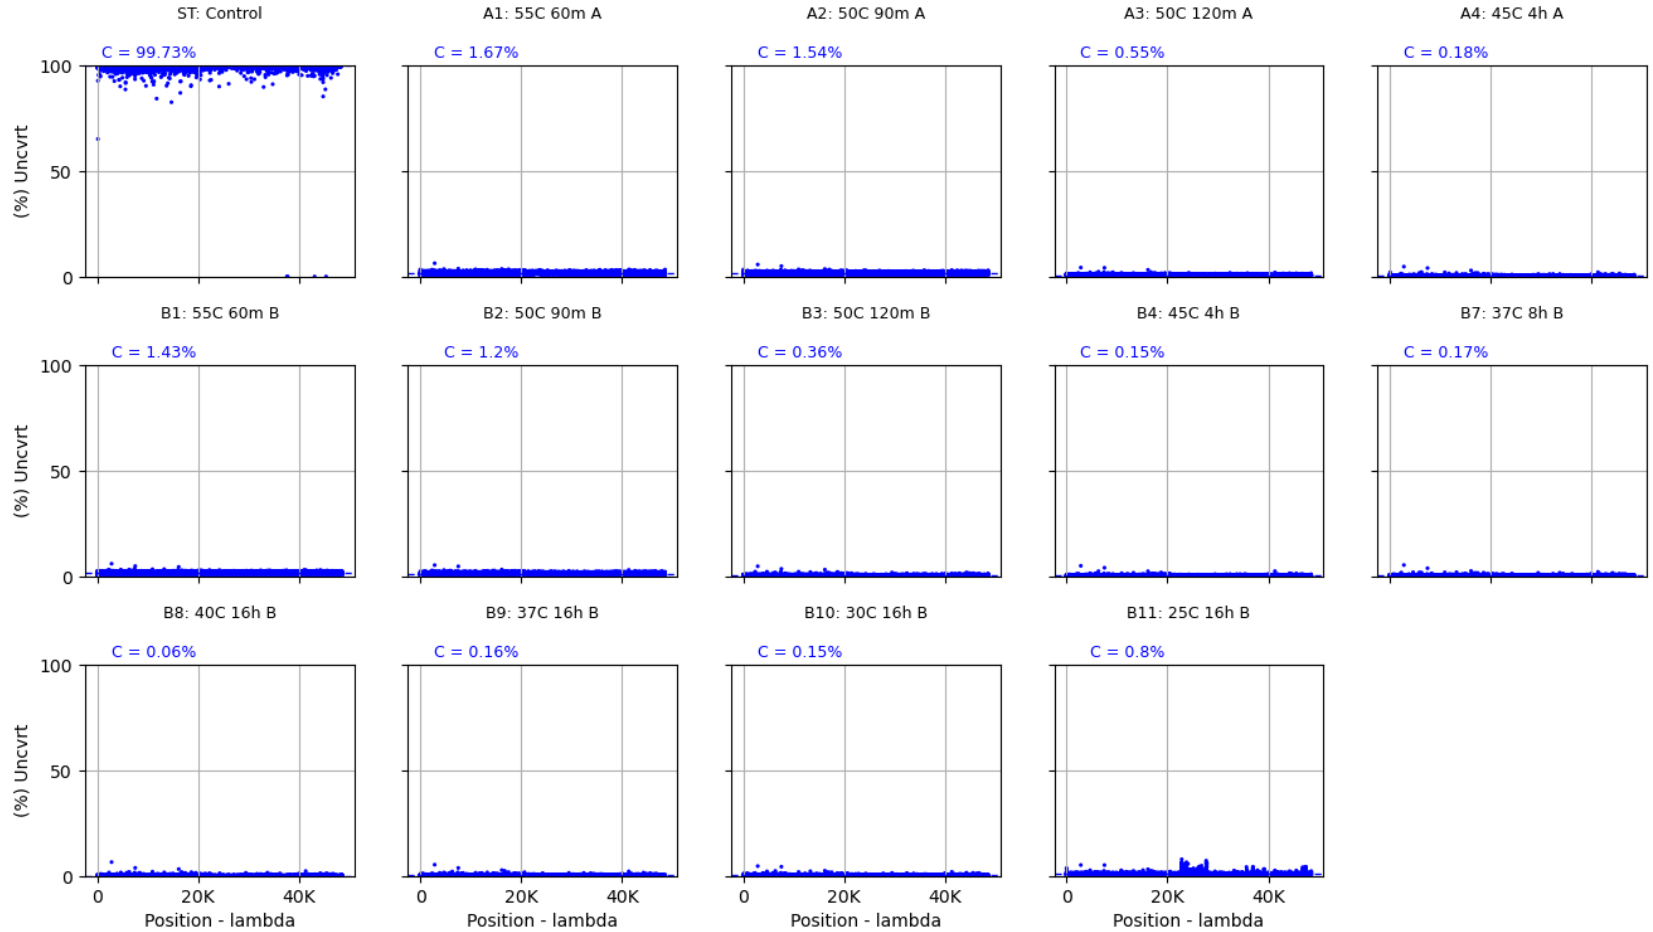 ST: Control
A1: 55C 60m A
A2: 50C 90m A
A3: 50C 120m A
A4: 45C 4h A
C = 99.73%
C = 1.67%
C = 1.54%
C = 0.55%
C = 0.18%
100
50
0
(%) Uncvrt
B1: 55C 60m B
B2: 50C 90m B
B3: 50C 120m B
B4: 45C 4h B
B7: 37C 8h B
C = 1.43%
C = 1.2%
C = 0.36%
C = 0.15%
C = 0.17%
100
50
0
(%) Uncvrt
B8: 40C 16h B
B9: 37C 16h B
B10: 30C 16h B
B11: 25C 16h B
C = 0.06%
C = 0.16%
C = 0.15%
C = 0.8%
100
50
0
(%) Uncvrt
0 20K 40K
0 20K 40K
0 20K 40K
0 20K 40K
Position - lambda
Position - lambda
Position - lambda
Position - lambda